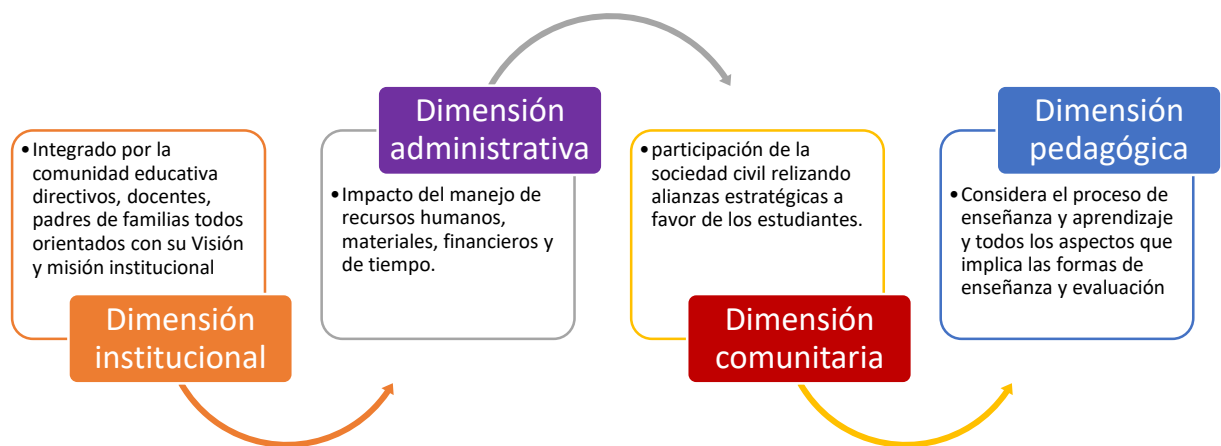 •Integrado por la
comunidad educativa
directivos, docentes,
padres de familias todos
orientados con su Visión
y misión institucional
Dimensión
institucional
Dimensión
administrativa
•Impacto del manejo de
recursos humanos,
materiales, financieros y
de tiempo.
•participación de la
sociedad civil relizando
alianzas estratégicas a
favor de los estudiantes.
Dimensión
comunitaria
Dimensión
pedagógica
•Considera el proceso de
enseñanza y aprendizaje
y todos los aspectos que
implica las formas de
enseñanza y evaluación